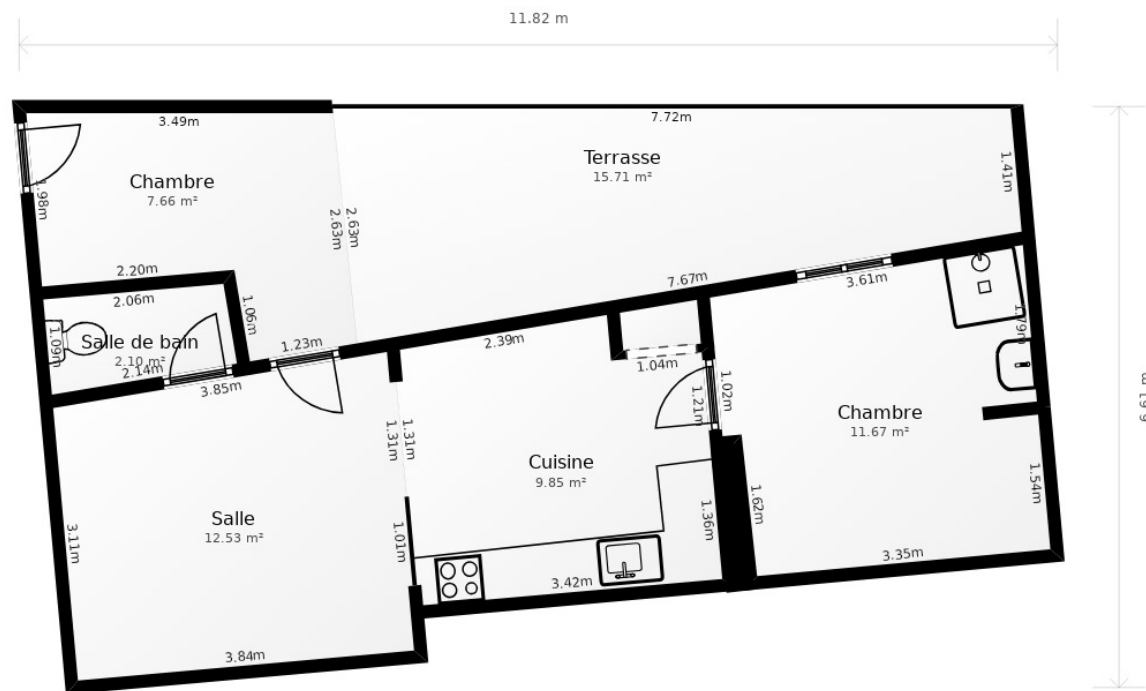 11.82 m
3.49m
7.72m
Terrasse
15.71 m²
1.41m
Chambre
7.66 m²
1.98m
2.63m
2.63m
2.20m
2.06m
1.06m
7.67m
3.61m
Salle de bain
2.10 m²
1.09m
2.14m
1.23m
3.85m
2.39m
1.04m
1.79m
1.02m
1.21m
Chambre
11.67 m²
1.31m
1.31m
Cuisine
9.85 m²
Salle
12.53 m²
3.11m
1.01m
1.36m
1.62m
1.54m
3.42m
3.35m
3.84m